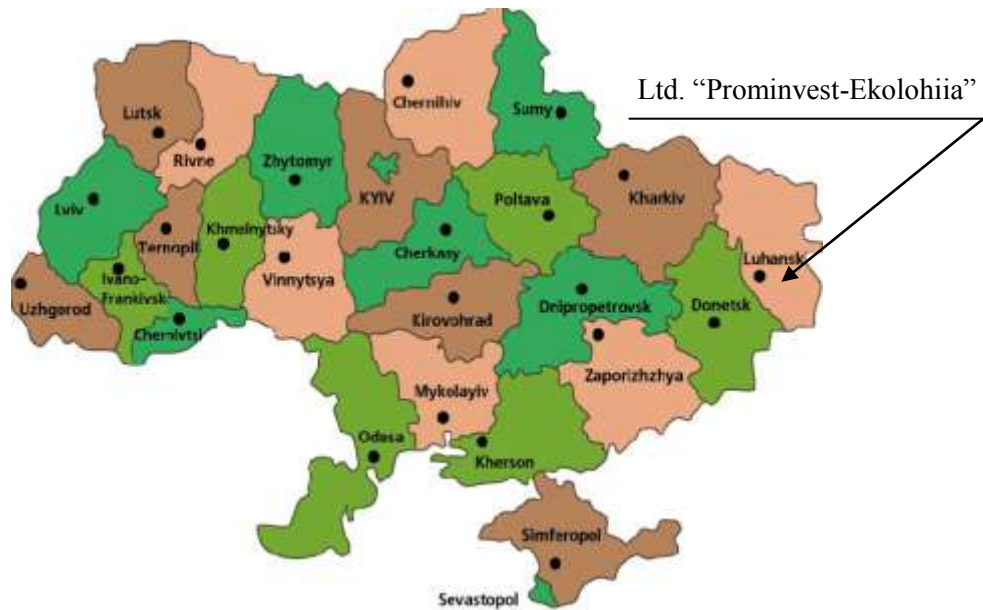 Ltd. “Prominvest-Ekolohiia”
Chernihiv
Sumy
Lutsk
Rivne
Zhytomyr
KYIV
Poltava
Kharkiv
Lviv
Ternopil
Khmelnytsky
Cherkasy
Luhansk
Ivano-
Frankivsk
Vinnytsya
Uzhgorod
Chernivtsi
Kirovohrad
Dnipropetrovsk
Donetsk
Zaporizhzhya
Mykolayiv
Odesa
Kherson
Simferopol
Sevastopol